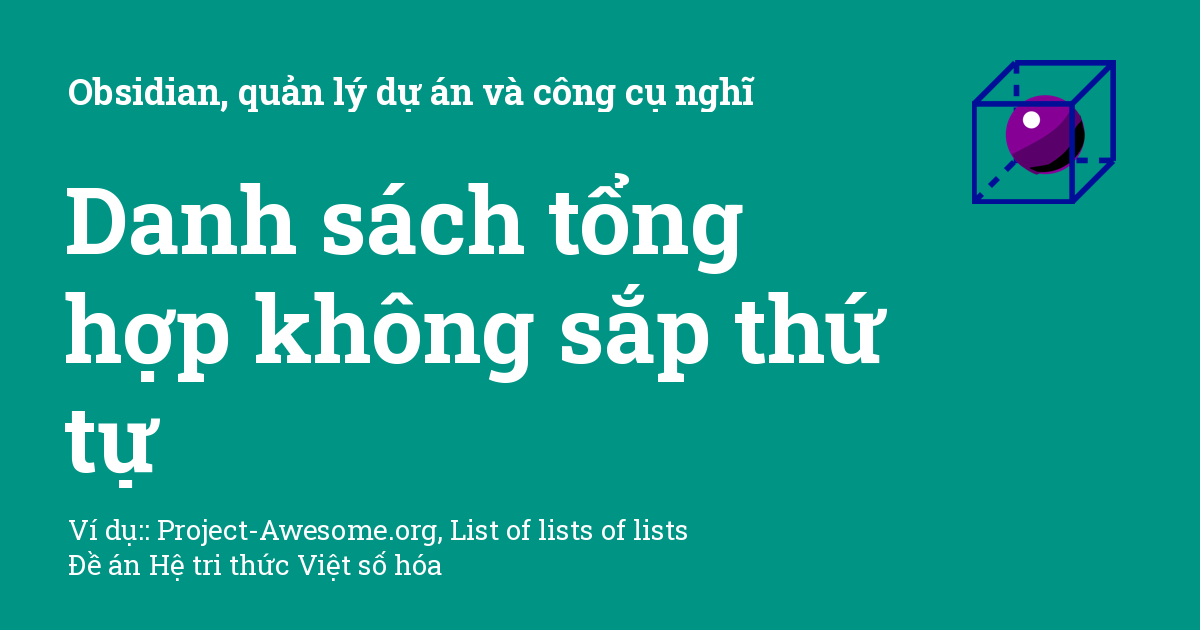 Obsidian, quản lý dự án và công cụ nghĩ
Danh sách tổng
hợp không sắp thứ
tự
Ví dụ:: Project-Awesome.org, List of lists of lists
Đề án Hệ tri thức Việt số hóa